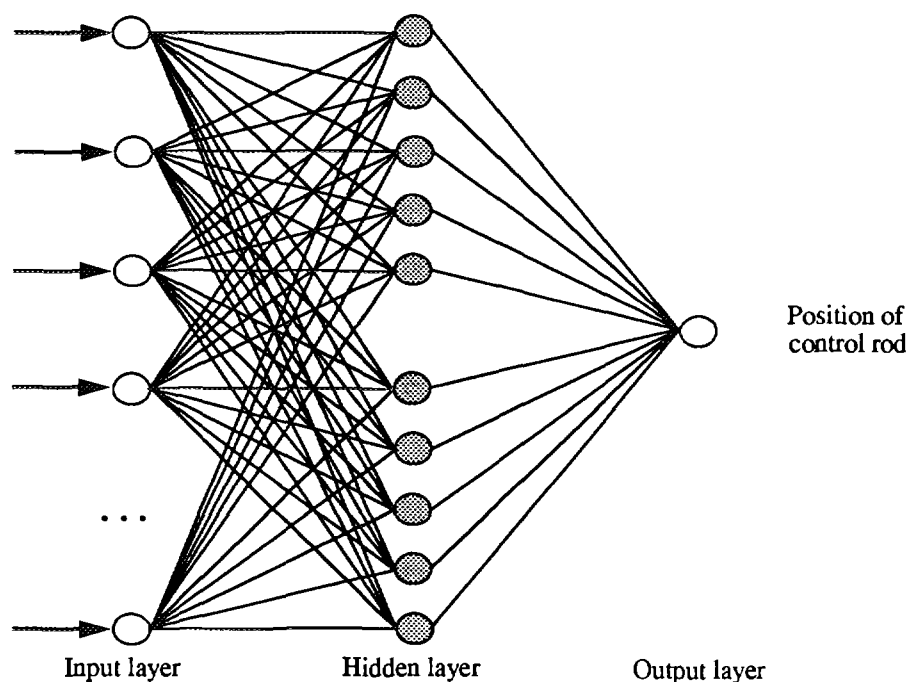 Position of
control rod
...
Input layer
Hidden layer
Output layer